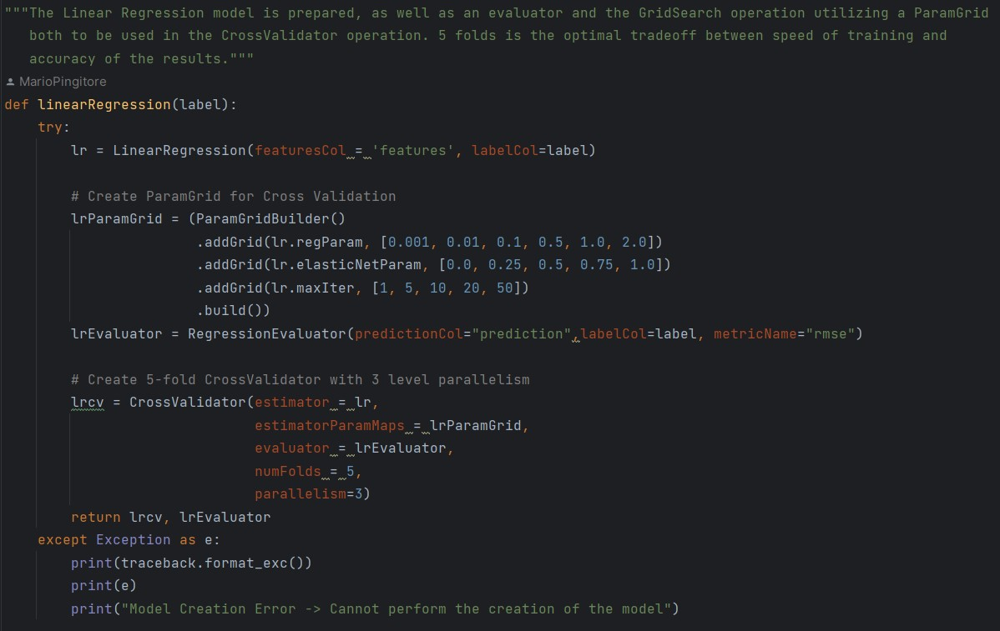 """The Linear Regression model is prepared, as well as an evaluator and the GridSearch operation utilizing a ParamGrid
   both to be used in the CrossValidator operation. 5 folds is the optimal tradeoff between speed of training and
   accuracy of the results."""
MarioPingitore
def linearRegression(label):
    try:
        lr = LinearRegression(featuresCol = 'features', labelCol=label)

        # Create ParamGrid for Cross Validation
        lrParamGrid = (ParamGridBuilder()
                       .addGrid(lr.regParam, [0.001, 0.01, 0.1, 0.5, 1.0, 2.0])
                       .addGrid(lr.elasticNetParam, [0.0, 0.25, 0.5, 0.75, 1.0])
                       .addGrid(lr.maxIter, [1, 5, 10, 20, 50])
                       .build())
        lrEvaluator = RegressionEvaluator(predictionCol="prediction",labelCol=label, metricName="rmse")

        # Create 5-fold CrossValidator with 3 level parallelism
        lrcv = CrossValidator(estimator = lr,
                              estimatorParamMaps = lrParamGrid,
                              evaluator = lrEvaluator,
                              numFolds = 5,
                              parallelism=3)
        return lrcv, lrEvaluator
    except Exception as e:
        print(traceback.format_exc())
        print(e)
        print("Model Creation Error -> Cannot perform the creation of the model")